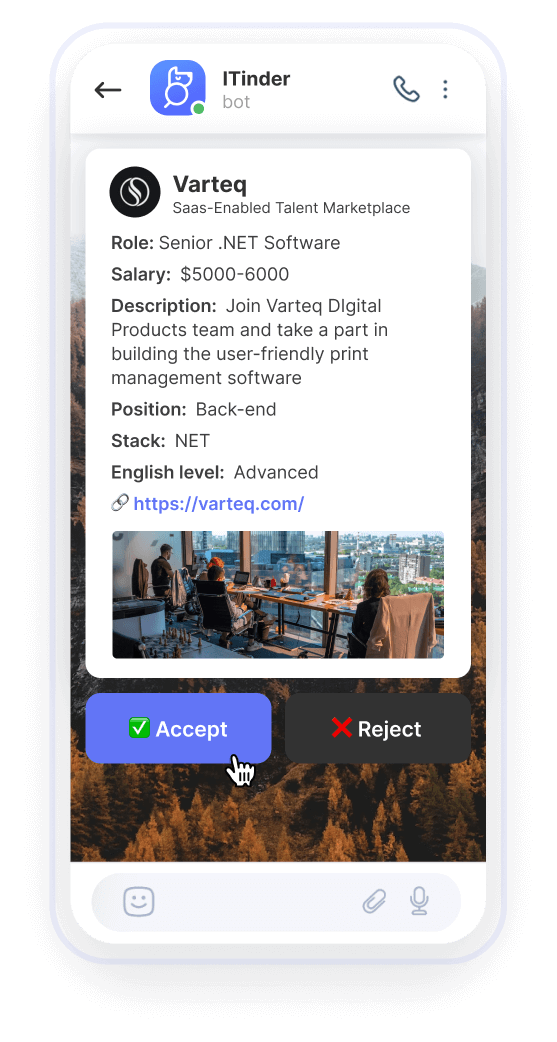 ITinder
bot
Varteq
Saas-Enabled Talent Marketplace
Role: Senior .NET Software
Salary: $5000-6000
Description: Join Varteq DIgital
Products team and take a part in
building the user-friendly print
management software
Position: Back-end
Stack: NET
English level: Advanced
https://varteq.com/
Accept
Reject